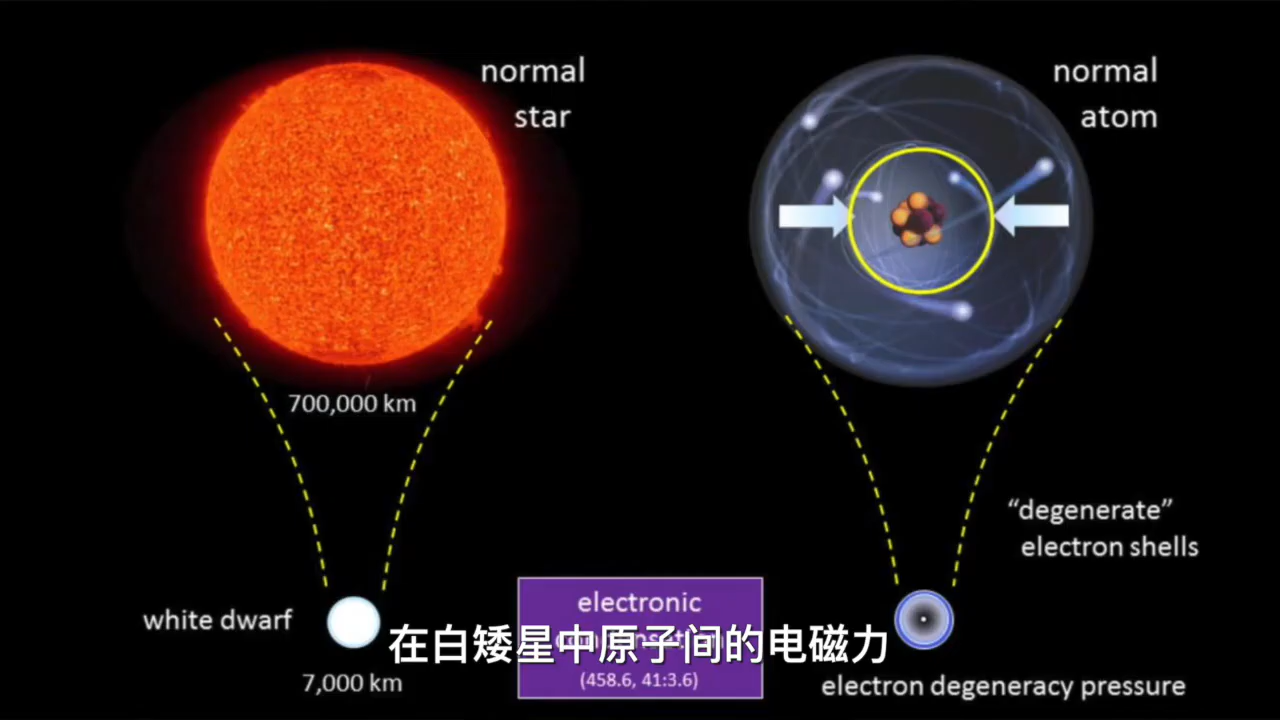 normal
star
normal
atom
700,000 km
"degenerate"
electron shells
white dwarf
electronic
在白矮星中原子间的电磁力
7,000 km
(458.6, 41:3.6)
electron degeneracy pressure